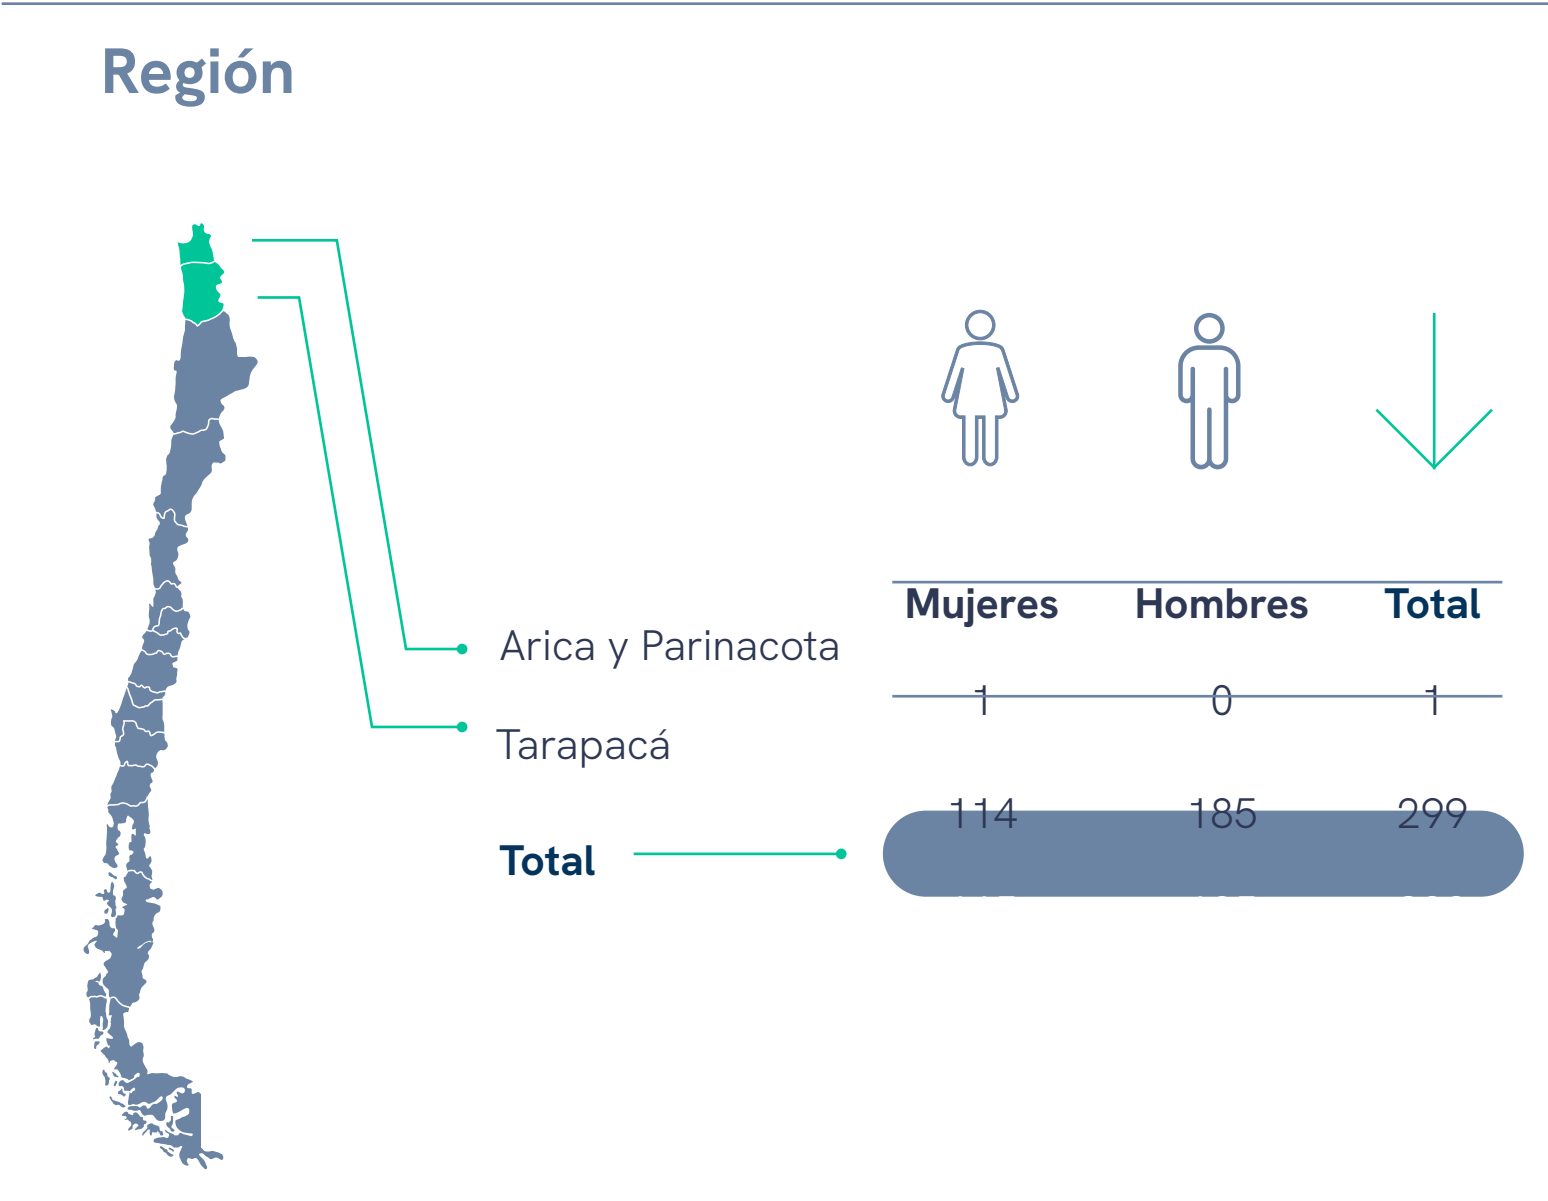 Región
Mujeres Hombres Total
Arica y Parinacota
1 0 1
Tarapacá
114 185 299
Total